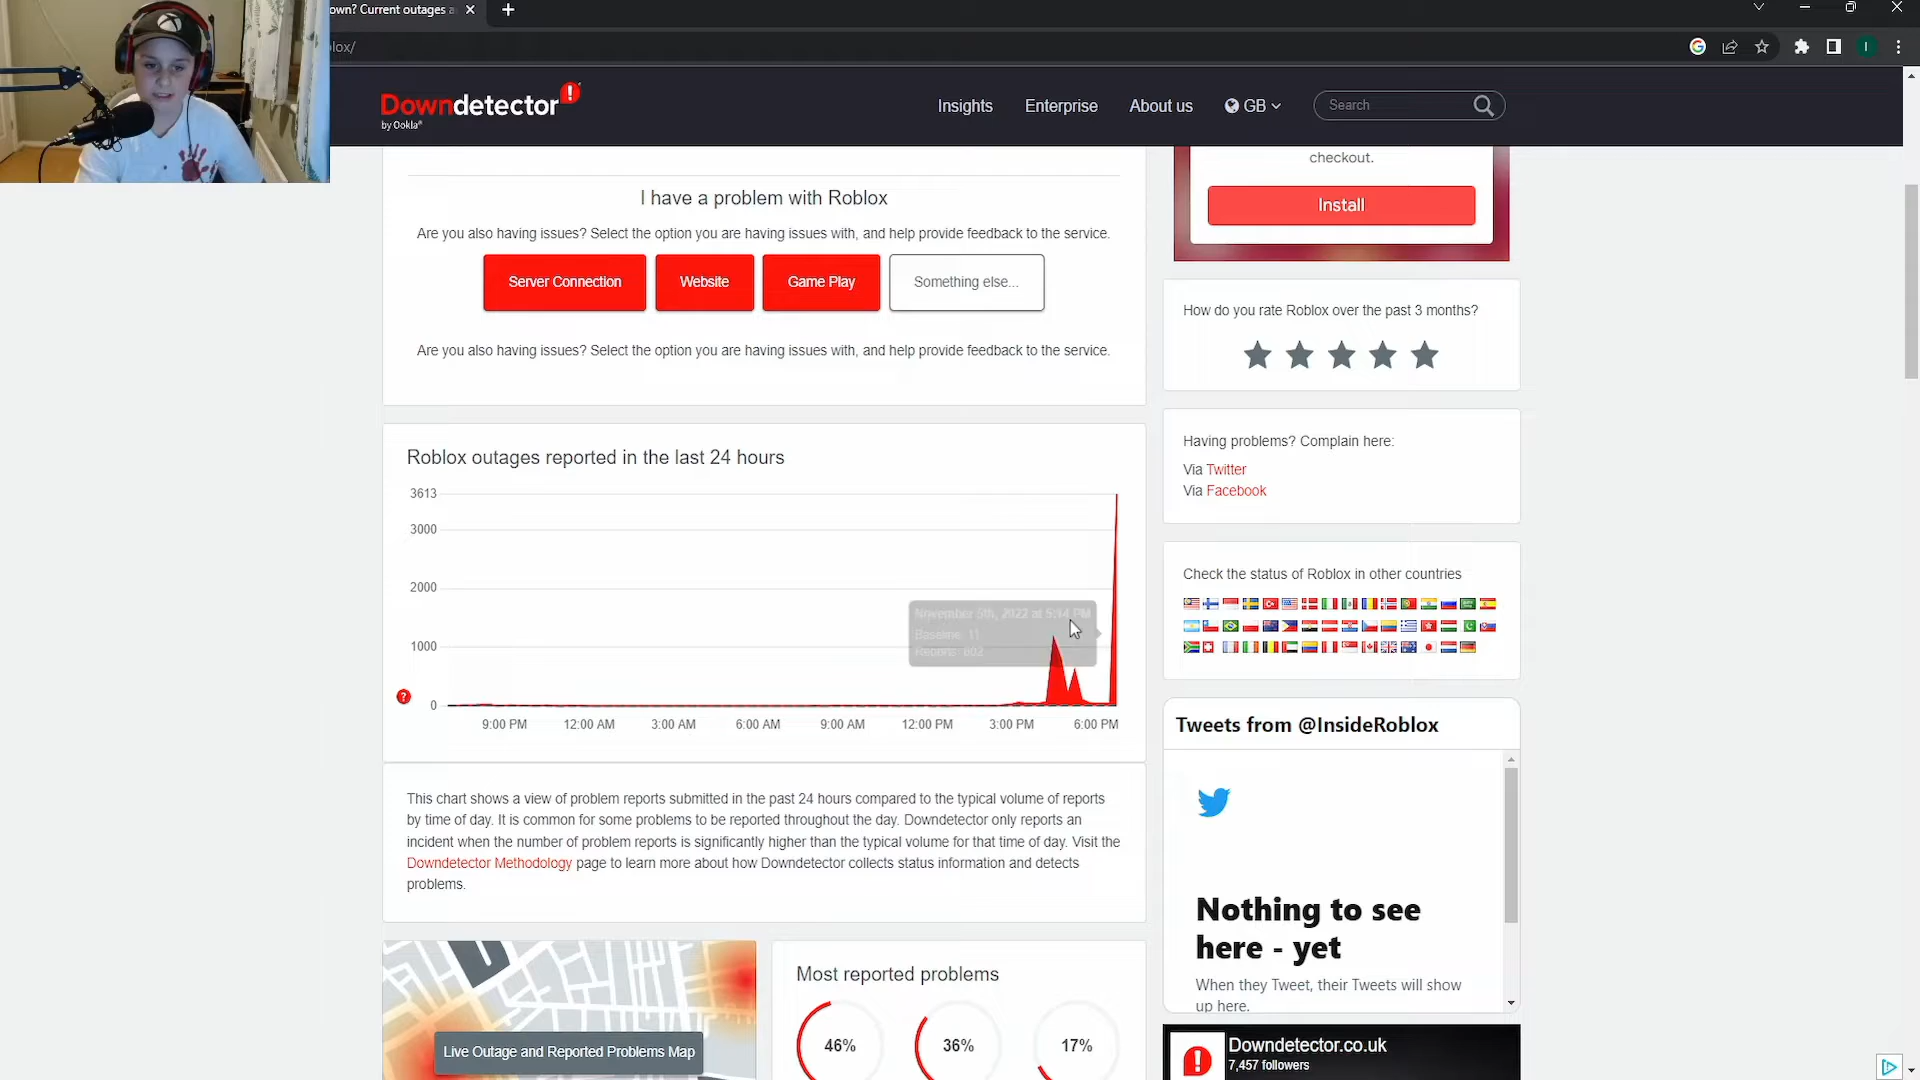 own? Current outages a
lox/
Downdetector
by Ookla
Insights
Enterprise
About us
GB
Search
checkout.
Install
I have a problem with Roblox
Are you also having issues? Select the option you are having issues with, and help provide feedback to the service.
Server Connection
Website
Game Play
Something else...
Are you also having issues? Select the option you are having issues with, and help provide feedback to the service.
How do you rate Roblox over the past 3 months?
Having problems? Complain here:
Via Twitter
Via Facebook
Roblox outages reported in the last 24 hours
3613
3000
2000
1000
0
November 5th, 2022 at 5:14 PM
Baseline: 11
Reports: 602
9:00 PM
12:00 AM
3:00 AM
6:00 AM
9:00 AM
12:00 PM
3:00 PM
6:00 PM
Check the status of Roblox in other countries
This chart shows a view of problem reports submitted in the past 24 hours compared to the typical volume of reports
by time of day. It is common for some problems to be reported throughout the day. Downdetector only reports an
incident when the number of problem reports is significantly higher than the typical volume for that time of day. Visit the
Downdetector Methodology page to learn more about how Downdetector collects status information and detects
problems.
Tweets from @InsideRoblox
Nothing to see
here - yet
When they Tweet, their Tweets will show
up here.
Live Outage and Reported Problems Map
Most reported problems
46%
36%
17%
Downdetector.co.uk
7,457 followers